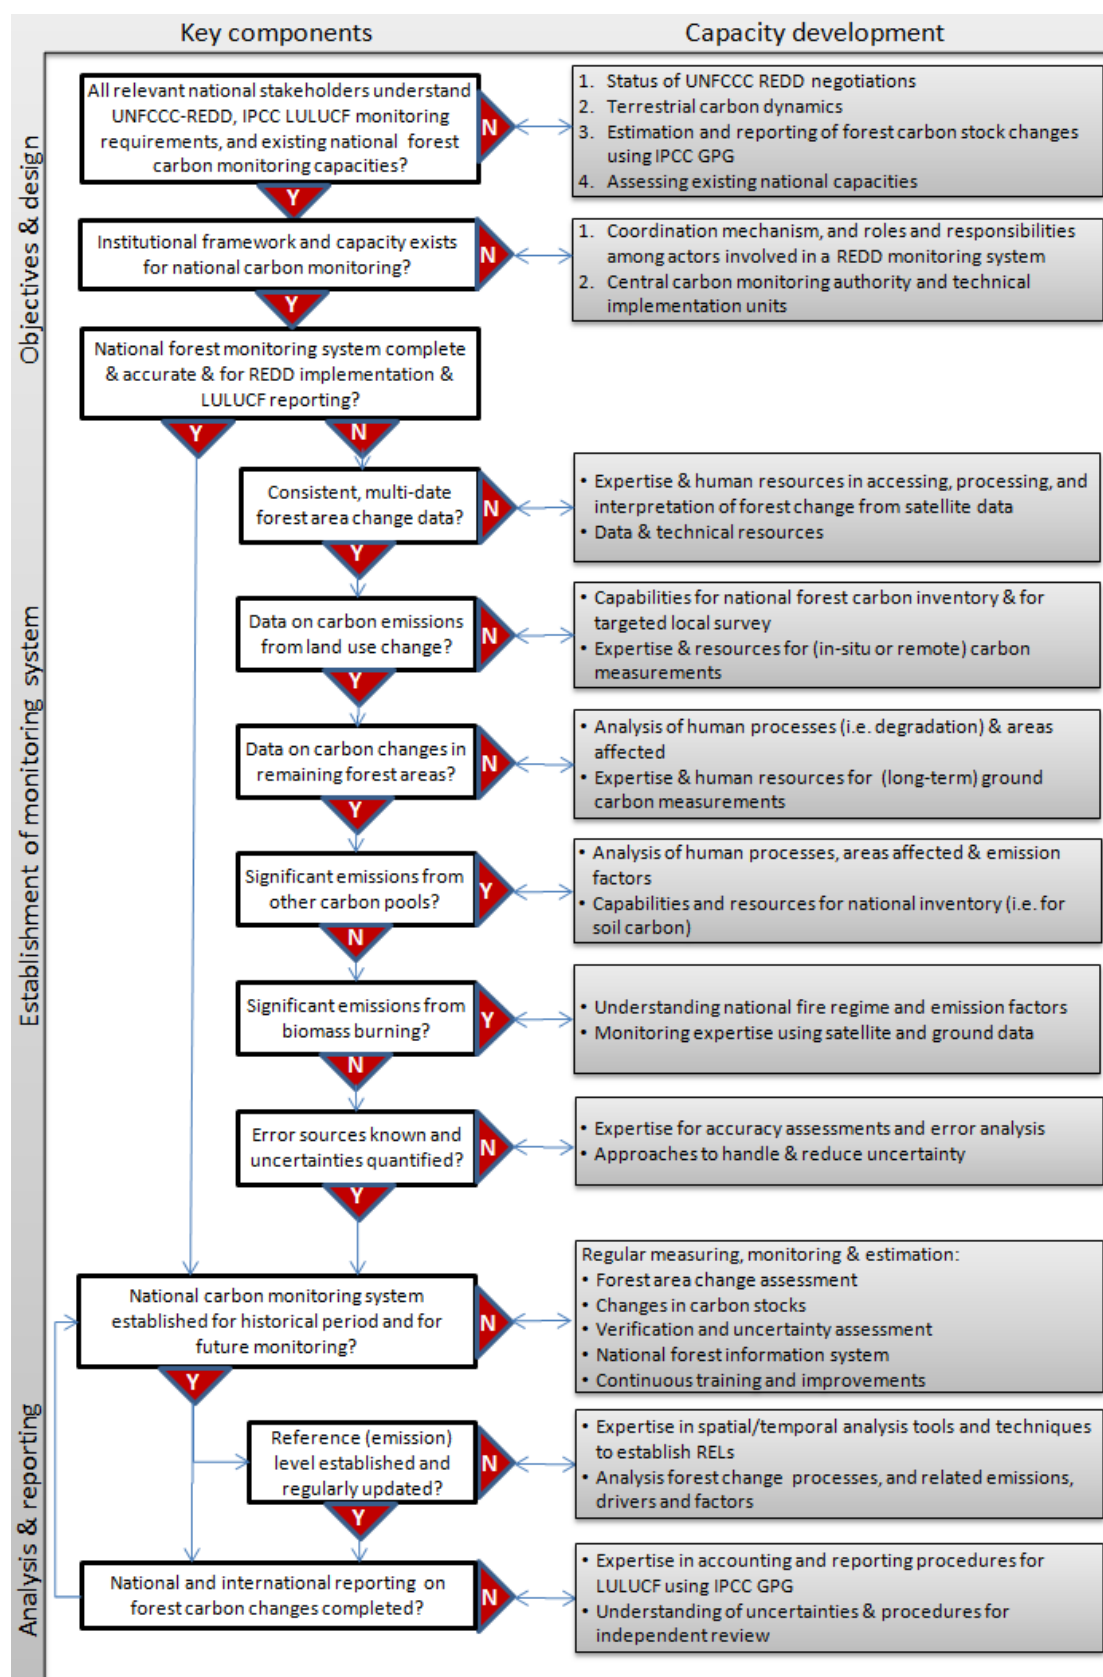 Key components
Capacity development
Objectives & design
All relevant national stakeholders understand
UNFCCC-REDD, IPCC LULUCF monitoring
requirements, and existing national forest
carbon monitoring capacities?
N
Y
1. Status of UNFCCC REDD negotiations
2. Terrestrial carbon dynamics
3. Estimation and reporting of forest carbon stock changes
using IPCC GPG
4. Assessing existing national capacities
Institutional framework and capacity exists
for national carbon monitoring?
N
Y
1. Coordination mechanism, and roles and responsibilities
among actors involved in a REDD monitoring system
2. Central carbon monitoring authority and technical
implementation units
National forest monitoring system complete
& accurate & for REDD implementation &
LULUCF reporting?
Y
N
Establishment of monitoring system
Consistent, multi-date
forest area change data?
N
Y
• Expertise & human resources in accessing, processing, and
interpretation of forest change from satellite data
• Data & technical resources
Data on carbon emissions
from land use change?
N
Y
• Capabilities for national forest carbon inventory & for
targeted local survey
• Expertise & resources for (in-situ or remote) carbon
measurements
Data on carbon changes in
remaining forest areas?
N
Y
• Analysis of human processes (i.e. degradation) & areas
affected
• Expertise & human resources for (long-term) ground
carbon measurements
Significant emissions from
other carbon pools?
Y
N
• Analysis of human processes, areas affected & emission
factors
• Capabilities and resources for national inventory (i.e. for
soil carbon)
Significant emissions from
biomass burning?
Y
N
• Understanding national fire regime and emission factors
• Monitoring expertise using satellite and ground data
Error sources known and
uncertainties quantified?
N
Y
• Expertise for accuracy assessments and error analysis
• Approaches to handle & reduce uncertainty
National carbon monitoring system
established for historical period and for
future monitoring?
N
Y
Regular measuring, monitoring & estimation:
• Forest area change assessment
• Changes in carbon stocks
• Verification and uncertainty assessment
• National forest information system
• Continuous training and improvements
Analysis & reporting
Reference (emission)
level established and
regularly updated?
N
Y
• Expertise in spatial/temporal analysis tools and techniques
to establish RELs
• Analysis forest change processes, and related emissions,
drivers and factors
National and international reporting on
forest carbon changes completed?
N
• Expertise in accounting and reporting procedures for
LULUCF using IPCC GPG
• Understanding of uncertainties & procedures for
independent review